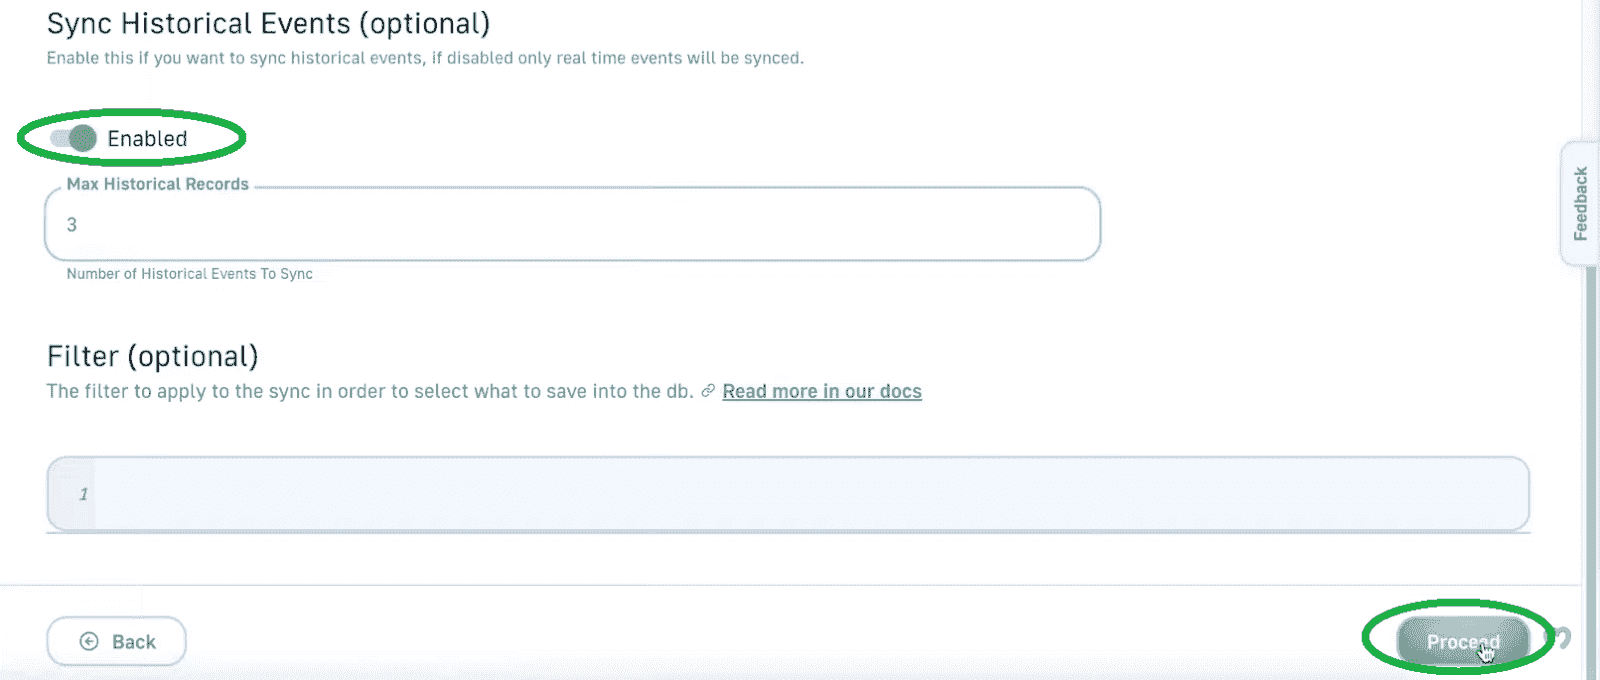 Sync Historical Events (optional)
Enable this if you want to sync historical events, if disabled only real time events will be synced.
Enabled
Max Historical Records
3
Number of Historical Events To Sync
Feedback
Filter (optional)
The filter to apply to the sync in order to select what to save into the db. Read more in our docs
1
Back
Proceed